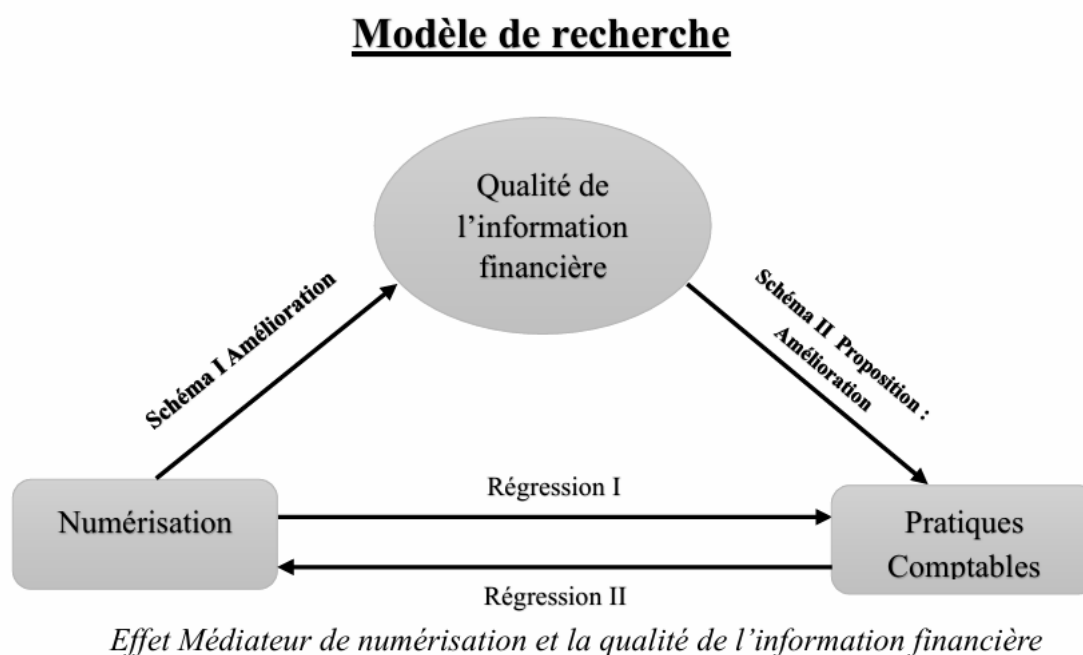 Modèle de recherche
Qualité de
l’information
financière
Schéma I Amélioration
Schéma II Proposition :
Amélioration
Régression I
Numérisation
Pratiques
Comptables
Régression II
Effet Médiateur de numérisation et la qualité de l’information financière